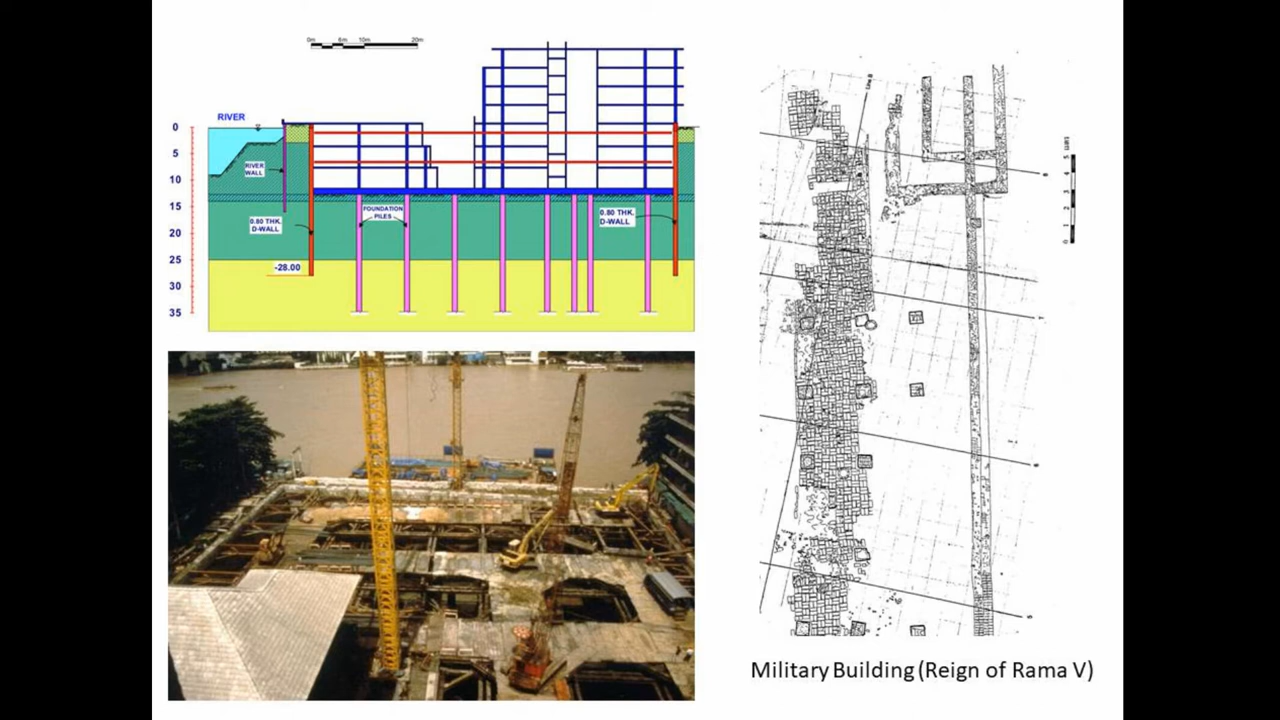 0m 6m 10m 20m
RIVER
0
5
10
15
20
25
30
35
RIVER
WALL
0.80 THK.
D-WALL
FOUNDATION
PILES
0.80 THK.
D-WALL
-28.00
Military Building (Reign of Rama V)